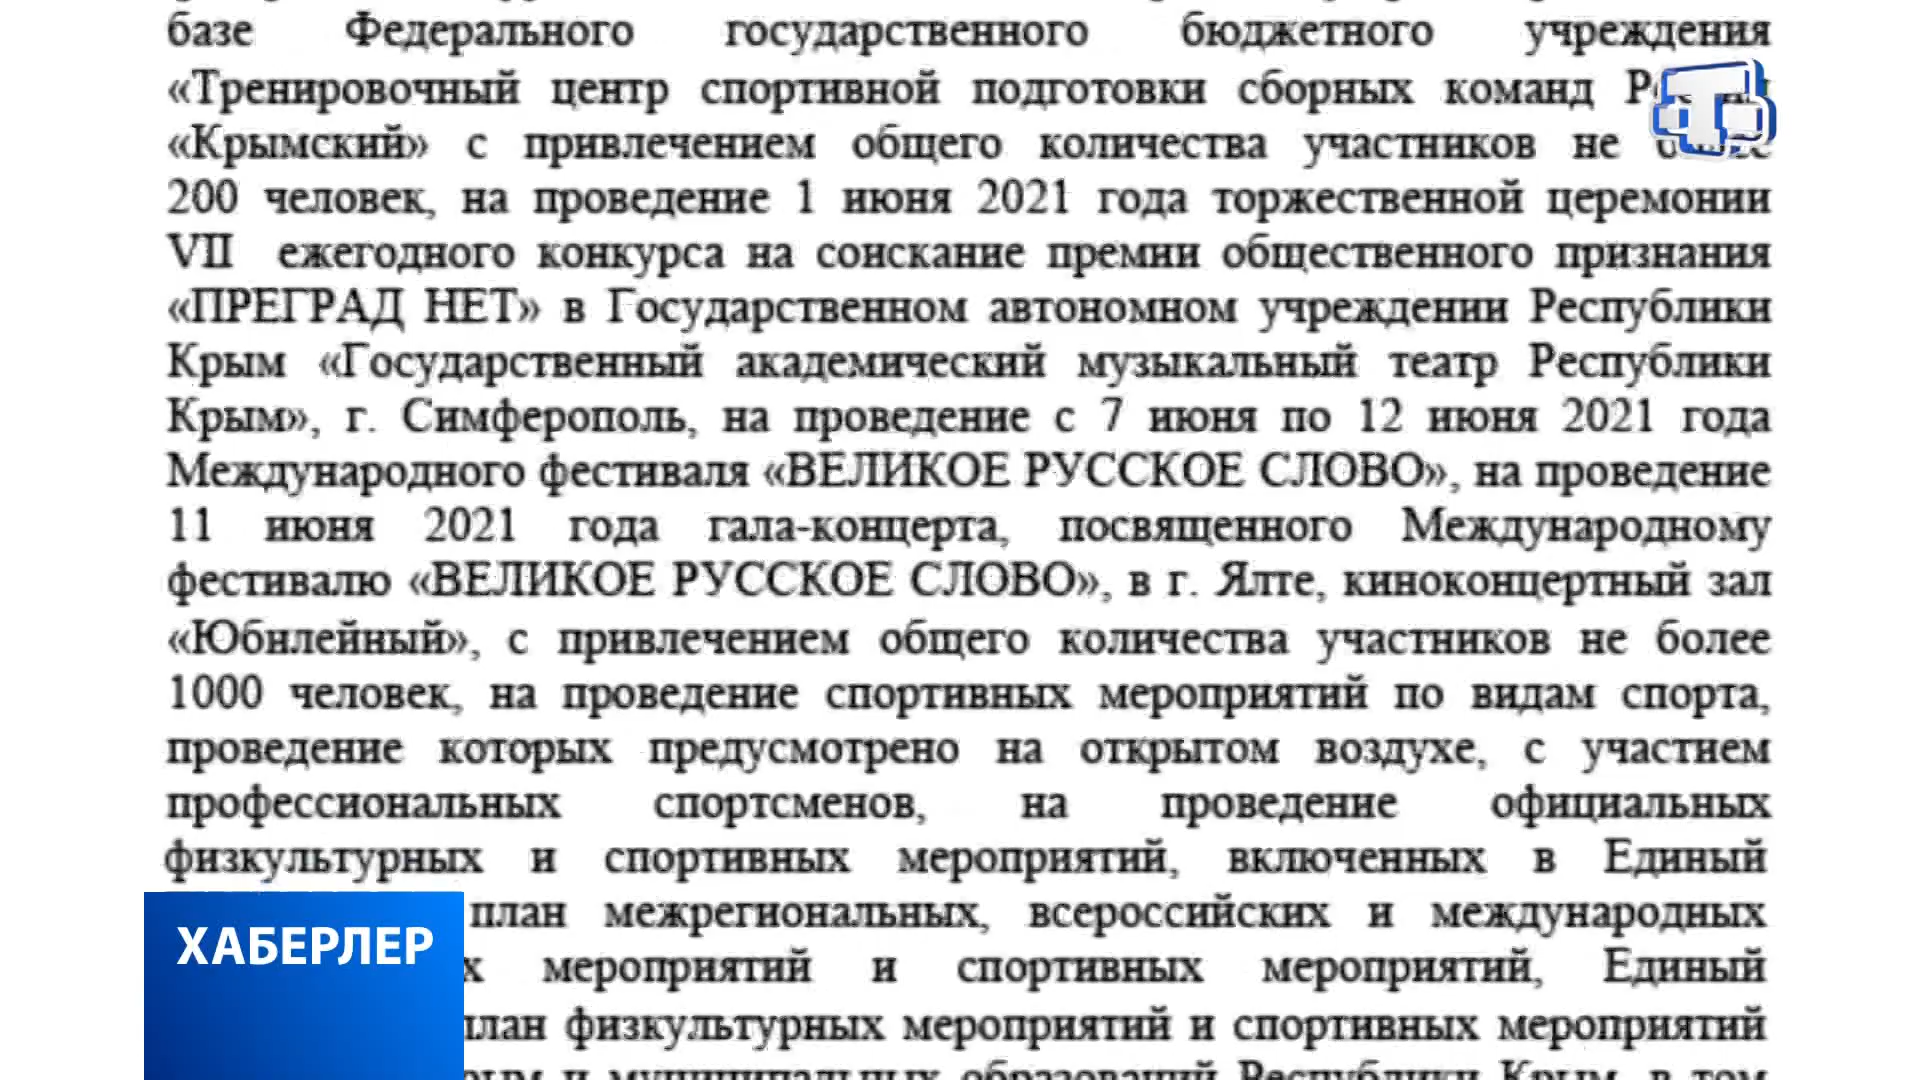 базе Федерального государственного бюджетного учреждения
«Тренировочный центр спортивной подготовки сборных команд
«Крымский» с привлечением общего количества участников не
200 человек, на проведение 1 июня 2021 года торжественной церемонии
VII ежегодного конкурса на соискание премии общественного признания
«ПРЕГРАД НЕТ» в Государственном автономном учреждении Республики
Крым «Государственный академический музыкальный театр Республики
Крым», г. Симферополь, на проведение с 7 июня по 12 июня 2021 года
Международного фестиваля «ВЕЛИКОЕ РУССКОЕ СЛОВО», на проведение
11 июня 2021 года гала-концерта, посвященного Международному
фестивалю «ВЕЛИКОЕ РУССКОЕ СЛОВО», в г. Ялте, киноконцертный зал
«Юбилейный», с привлечением общего количества участников не более
1000 человек, на проведение спортивных мероприятий по видам спорта,
проведение которых предусмотрено на открытом воздухе, с участием
профессиональных спортсменов, на проведение официальных
физкультурных и спортивных мероприятий, включенных в Единый
план межрегиональных, всероссийских и международных
мероприятий и спортивных мероприятий, Единый
план физкультурных мероприятий и спортивных мероприятий
и муниципальных образований Республики Крым, в том
ХАБЕРЛЕР